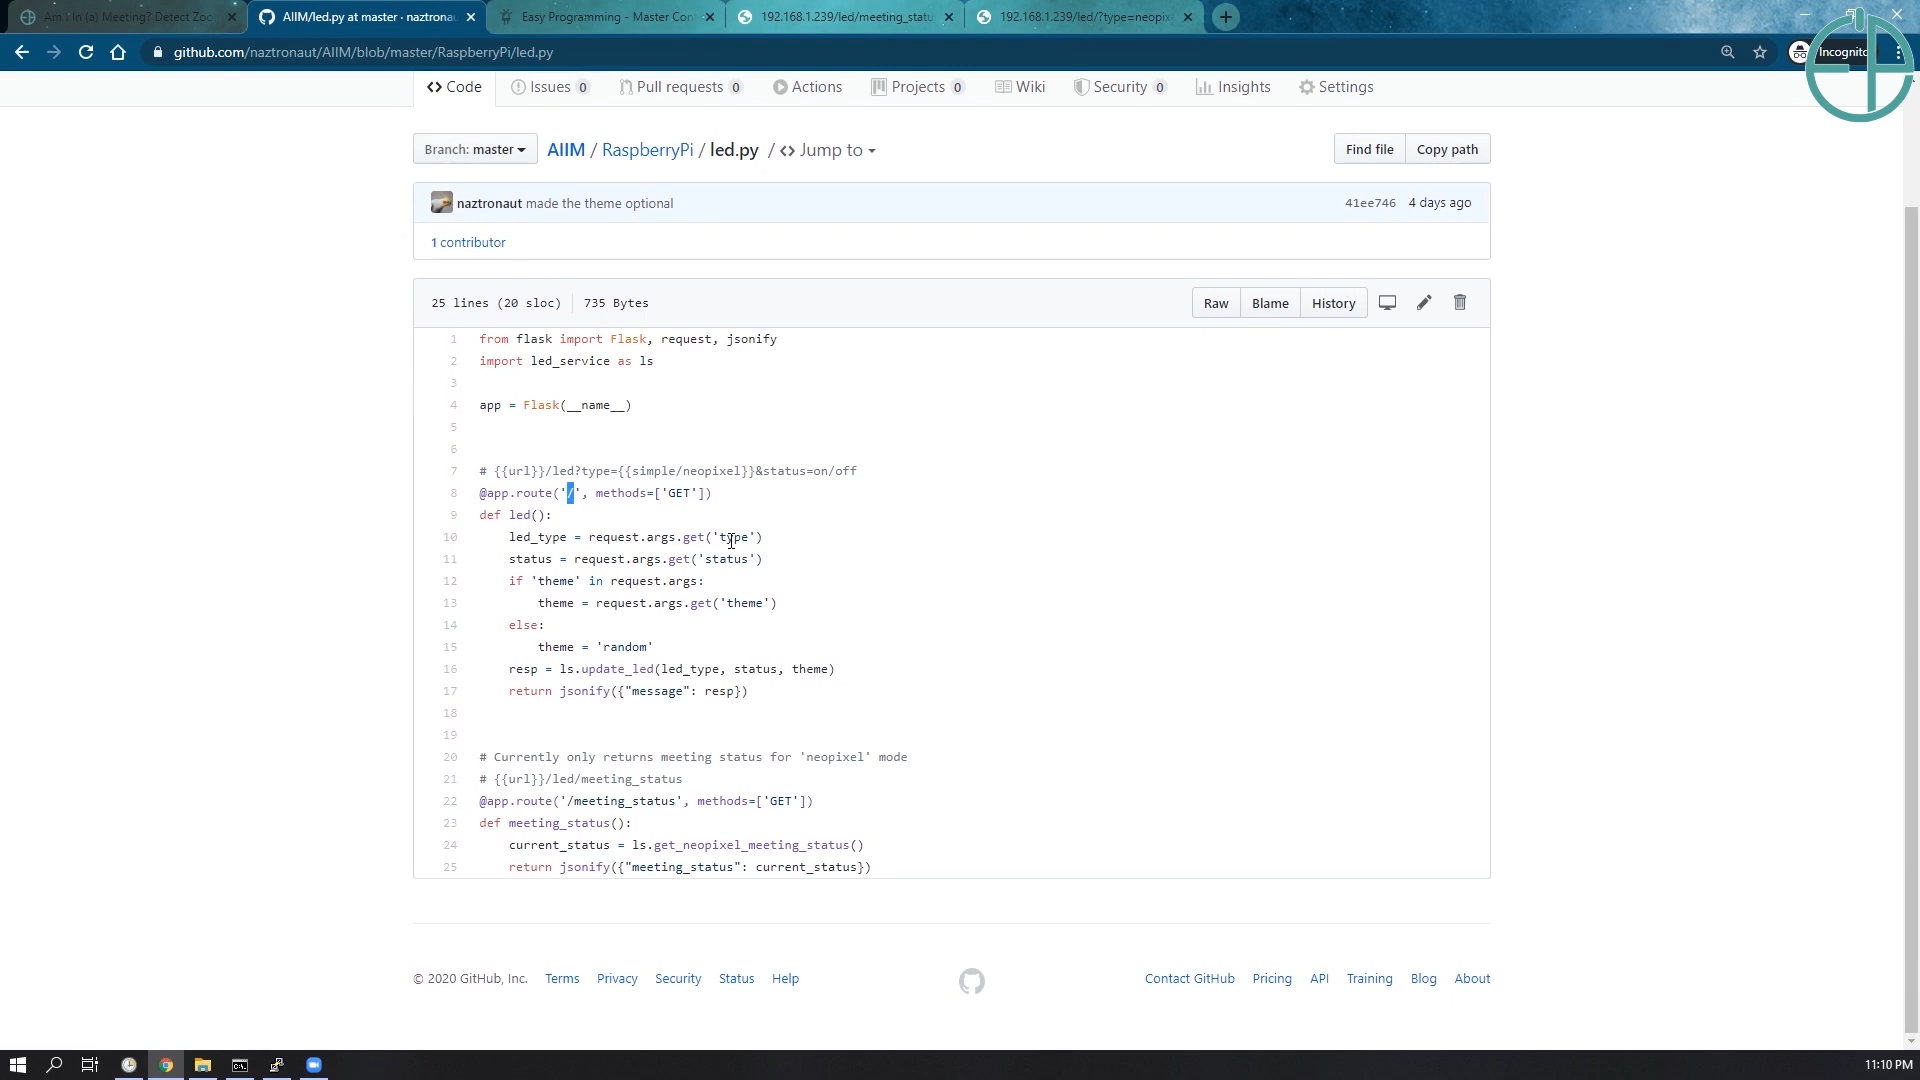 Am I In (a) Meeting? Detect Zoo
AIIM/led.py at master · naztrona
Easy Programming - Master Con
192.168.1.239/led/meeting_statu
192.168.1.239/led/?type=neopix
github.com/naztronaut/AIIM/blob/master/RaspberryPi/led.py
Incognito
Code
Issues 0
Pull requests 0
Actions
Projects 0
Wiki
Security 0
Insights
Settings
Branch: master
AIIM / RaspberryPi / led.py / <> Jump to
Find file
Copy path
naztronaut made the theme optional
41ee746 4 days ago
1 contributor
25 lines (20 sloc) 735 Bytes
Raw
Blame
History
1 from flask import Flask, request, jsonify
2 import led_service as ls
3
4 app = Flask(__name__)
5
6
7 # {{url}}/led?type={{simple/neopixel}}&status=on/off
8 @app.route('/', methods=['GET'])
9 def led():
10 led_type = request.args.get('type')
11 status = request.args.get('status')
12 if 'theme' in request.args:
13 theme = request.args.get('theme')
14 else:
15 theme = 'random'
16 resp = ls.update_led(led_type, status, theme)
17 return jsonify({"message": resp})
18
19
20 # Currently only returns meeting status for 'neopixel' mode
21 # {{url}}/led/meeting_status
22 @app.route('/meeting_status', methods=['GET'])
23 def meeting_status():
24 current_status = ls.get_neopixel_meeting_status()
25 return jsonify({"meeting_status": current_status})
© 2020 GitHub, Inc.
Terms
Privacy
Security
Status
Help
Contact GitHub
Pricing
API
Training
Blog
About
11:10 PM